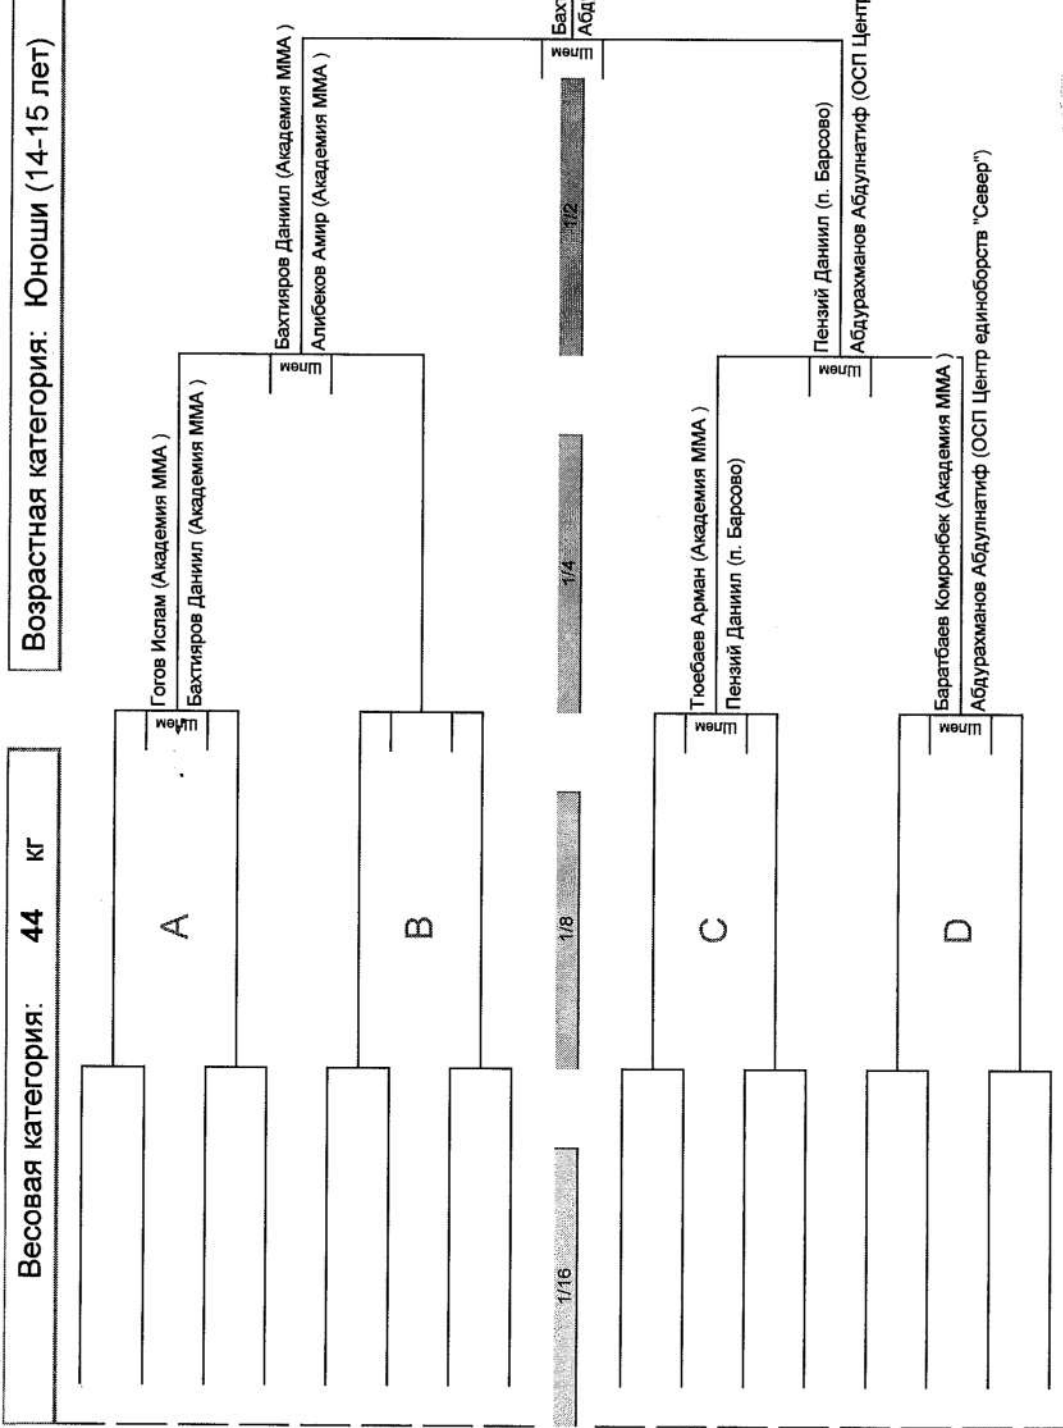 Весовая категория: 44 кг
Возрастная категория: Юноши (14-15 лет)
A
Гогов Ислам (Академия ММА )
Шлем
Бахтияров Даниил (Академия ММА )
Бахтияров Даниил (Академия ММА )
Шлем
Алибеков Амир (Академия ММА )
B
1/16
1/8
1/4
1/2
Шлем
Бах
Абд
C
Тюебаев Арман (Академия ММА )
Шлем
Пензий Даниил (п. Барсово)
Пензий Даниил (п. Барсово)
Шлем
Абдурахманов Абдулнатиф (ОСП Цент
D
Баратбаев Комронбек (Академия ММА )
Шлем
Абдурахманов Абдулнатиф (ОСП Центр единоборств "Север")